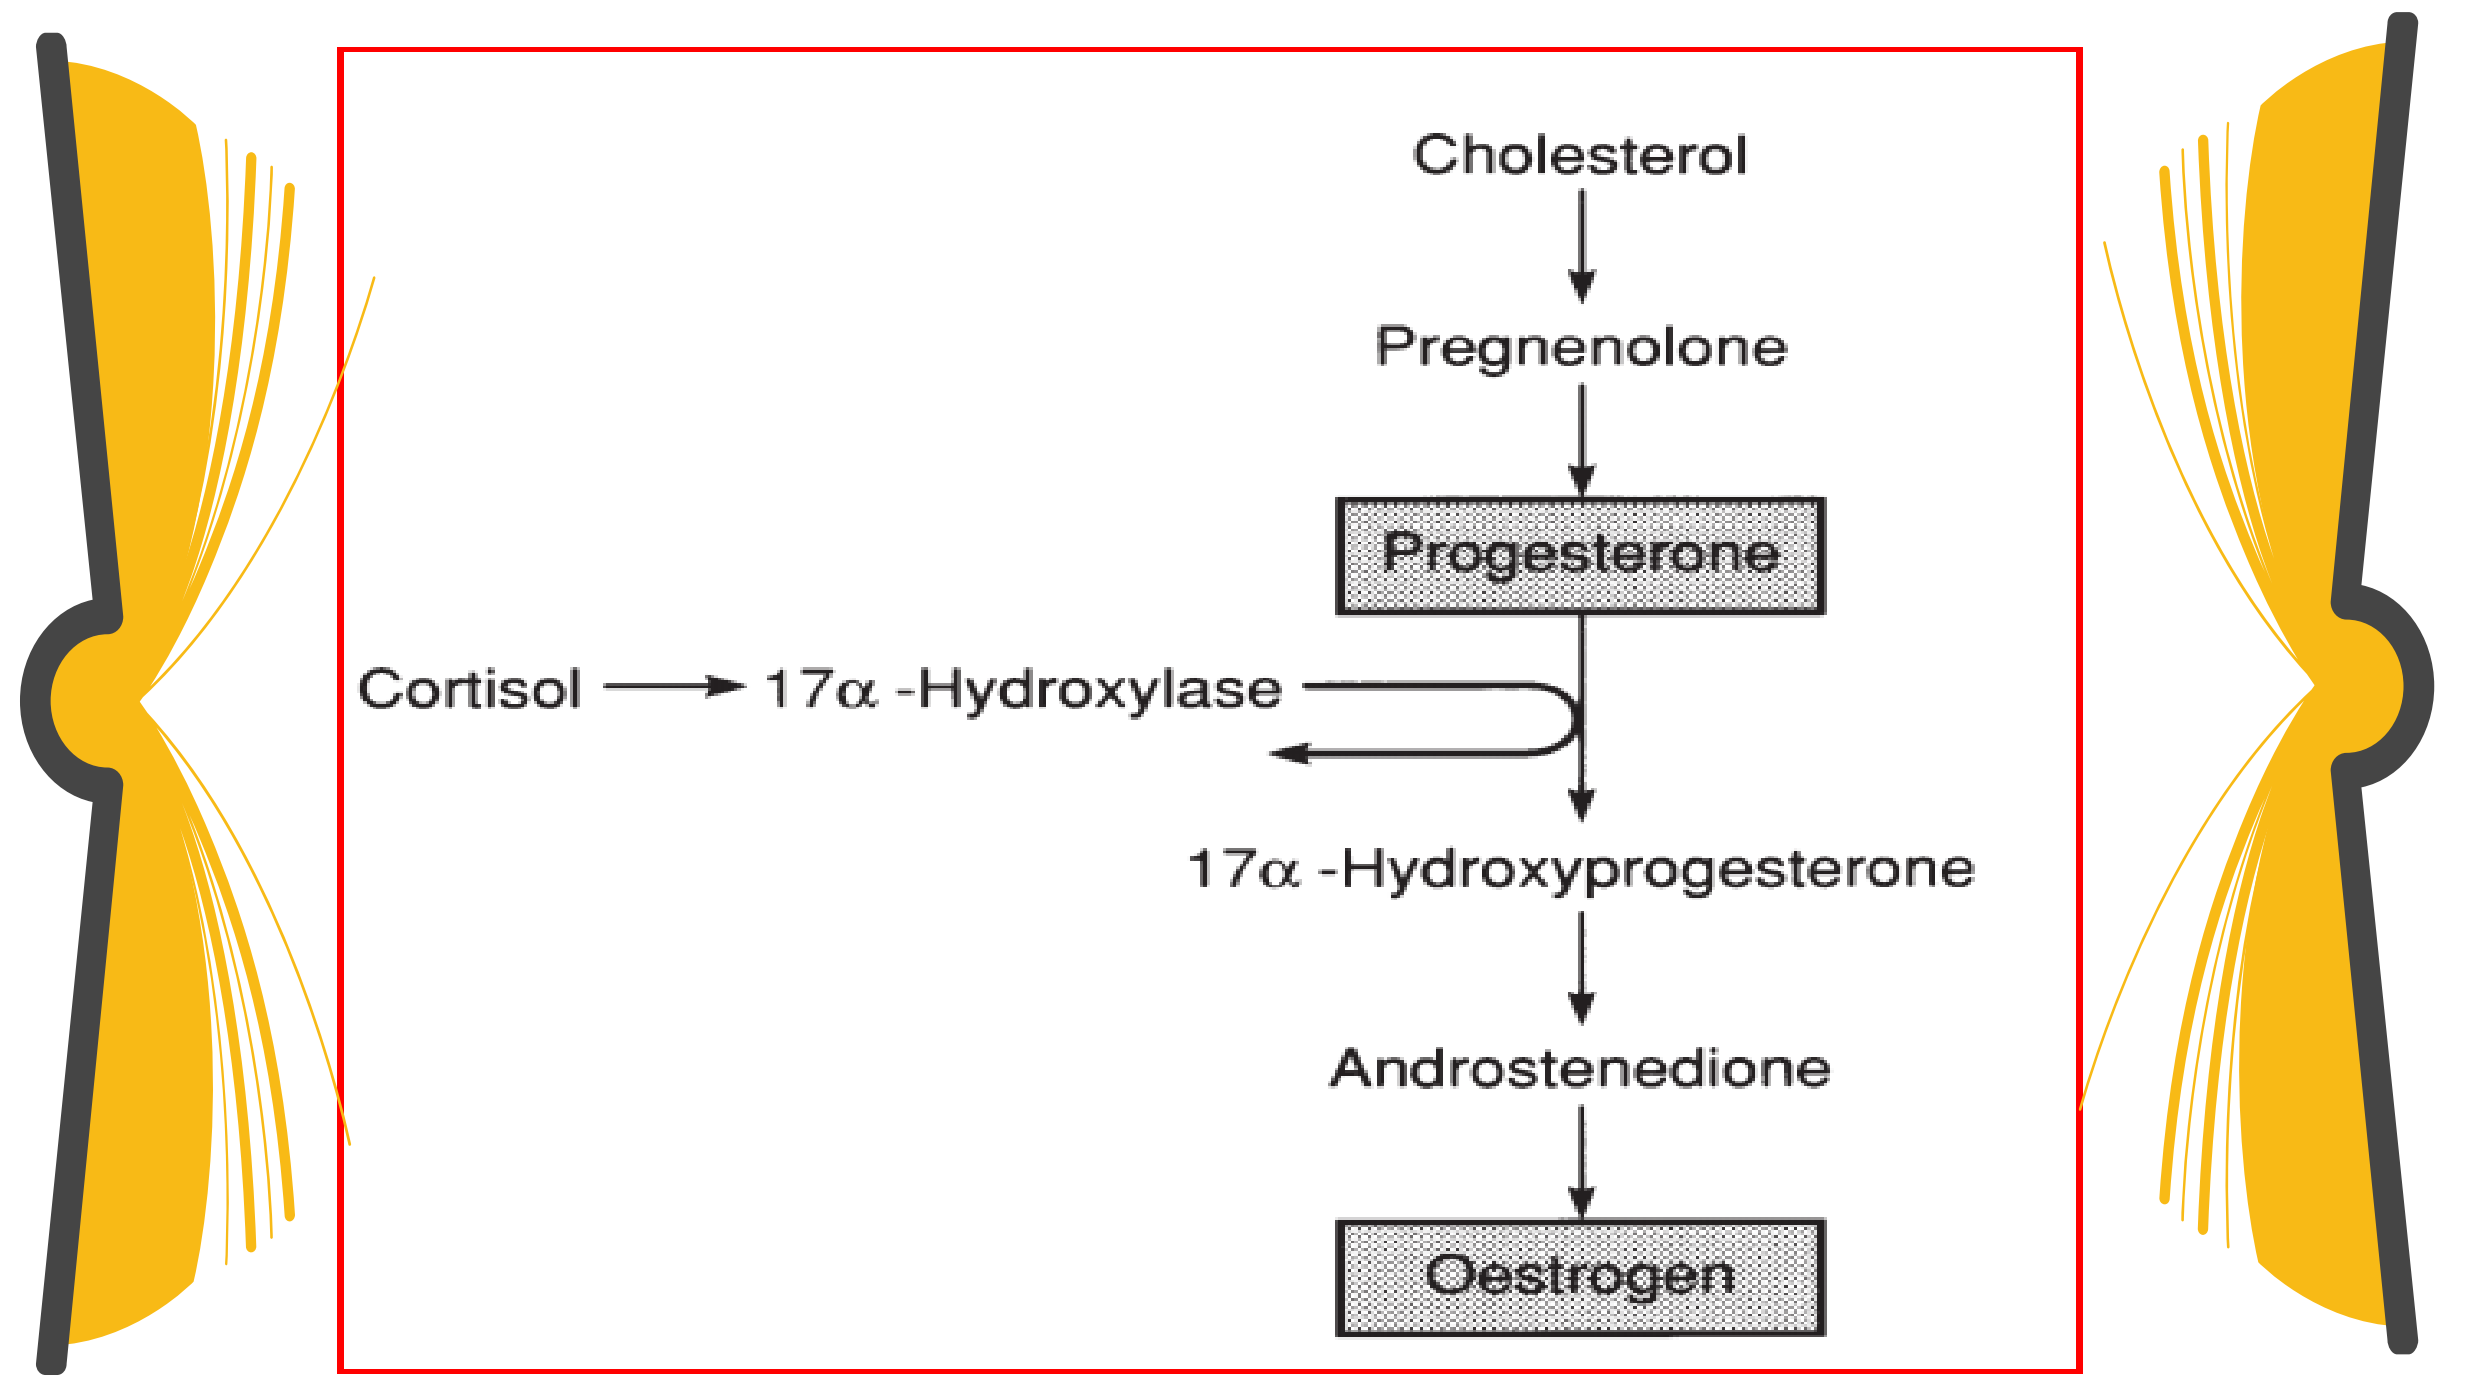 Cholesterol
Pregnenolone
Progesterone
Cortisol
17α -Hydroxylase
17α -Hydroxyprogesterone
Androstenedione
Oestrogen